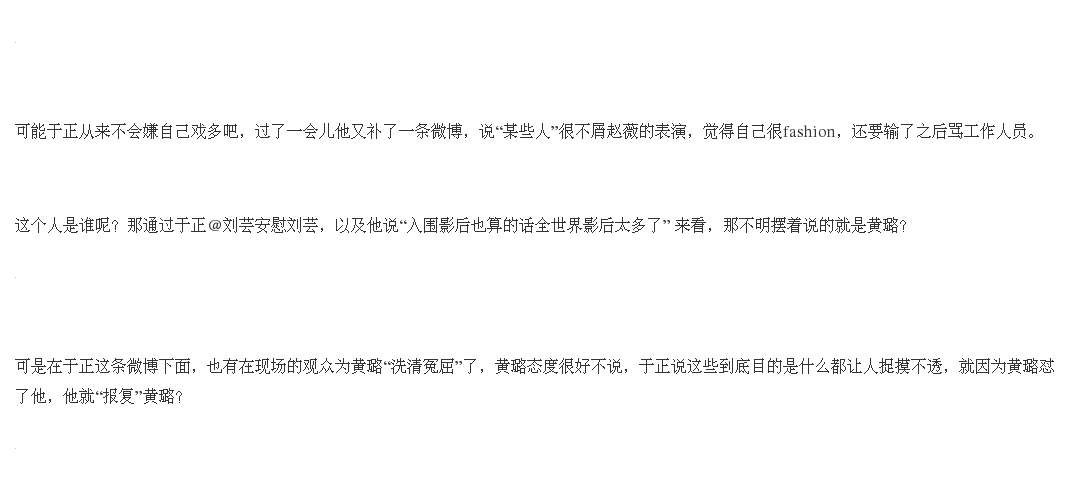 可能于正从来不会嫌自己戏多吧，过了一会儿他又补了一条微博，说“某些人”很不屑赵薇的表演，觉得自己很fashion，还要输了之后骂工作人员。
这个人是谁呢？那通过于正@刘芸安慰刘芸，以及他说“入围影后也算的话全世界影后太多了” 来看，那不明摆着说的就是黄璐？
可是在于正这条微博下面，也有在现场的观众为黄璐“洗清冤屈”了，黄璐态度很好不说，于正说这些到底目的是什么都让人捉摸不透，就因为黄璐怼
了他，他就“报复”黄璐？